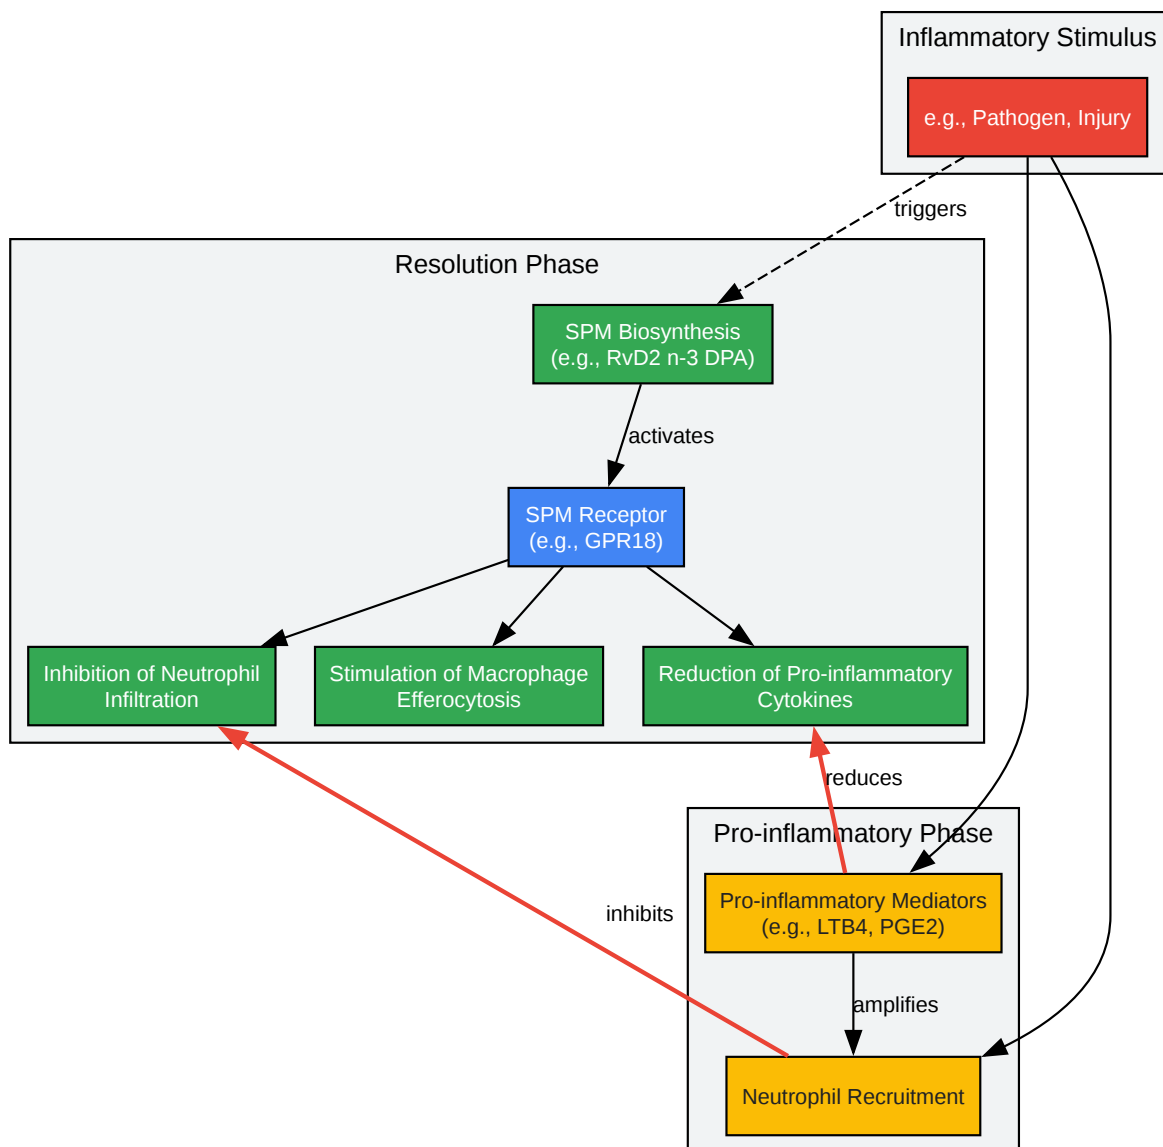 Inflammatory Stimulus
e.g., Pathogen, Injury
triggers
Resolution Phase
SPM Biosynthesis
(e.g., RvD2 n-3 DPA)
activates
SPM Receptor
(e.g., GPR18)
Inhibition of Neutrophil
Infiltration
Stimulation of Macrophage
Efferocytosis
Reduction of Pro-inflammatory
Cytokines
reduces
Pro-inflammatory Phase
Pro-inflammatory Mediators
(e.g., LTB4, PGE2)
inhibits
amplifies
Neutrophil Recruitment